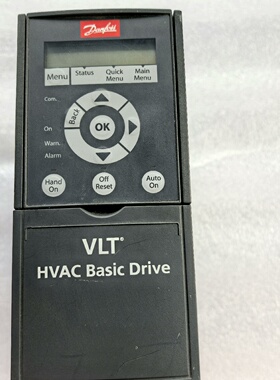 Danfoss
Menu
Status
Quick Menu
Main Menu
Com.
Back
On
OK
Warn.
Alarm
Hand On
Off Reset
Auto On
VLT®
HVAC Basic Drive